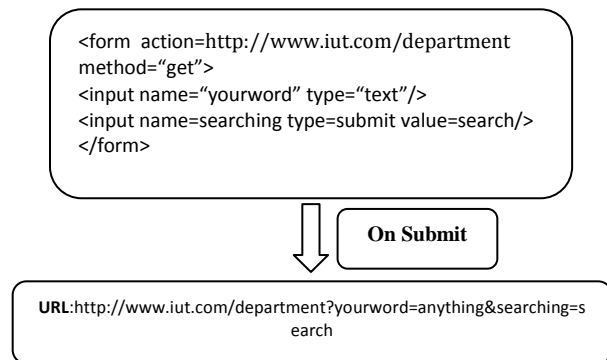 <form  action=http://www.iut.com/department
method=“get”>
<input name=“yourword” type=“text”/>
<input name=searching type=submit value=search/>
</form>
On Submit
URL:http://www.iut.com/department?yourword=anything&searching=s
earch